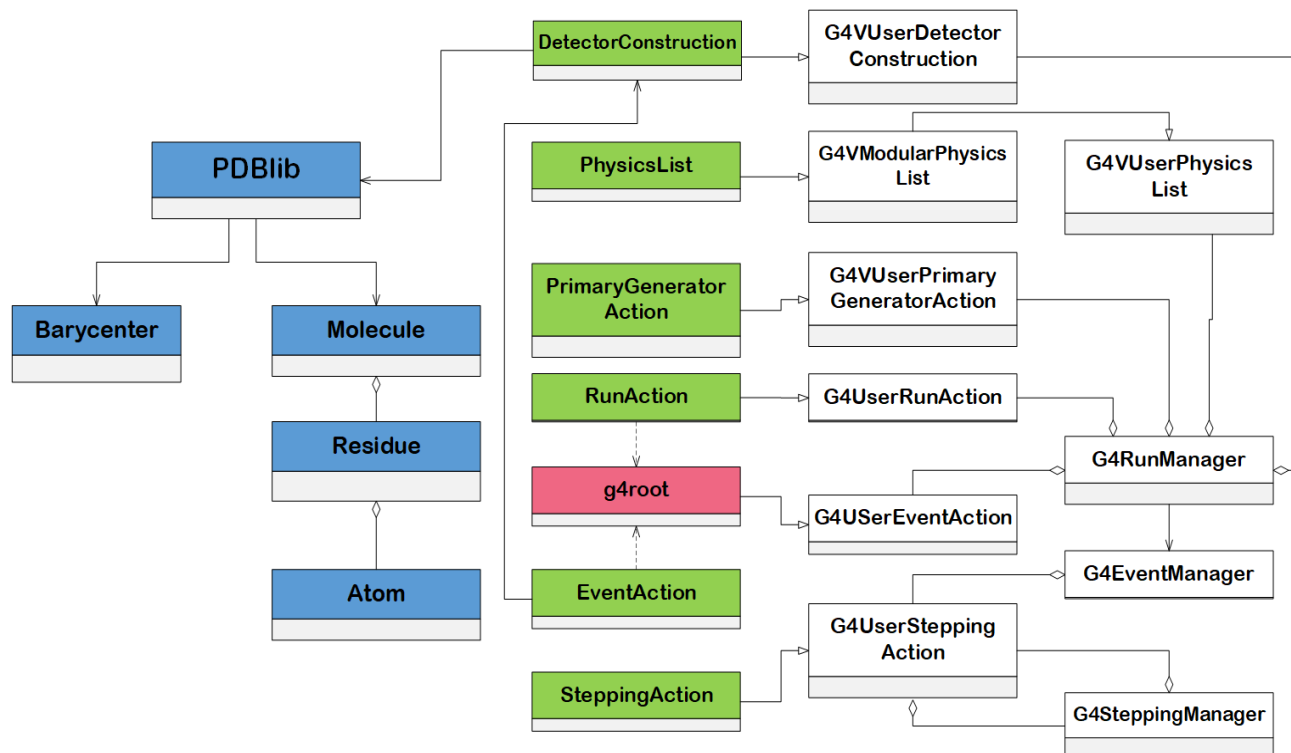 DetectorConstruction
G4VUserDetector
Construction
PDBlib
PhysicsList
G4VModularPhysics
List
G4VUserPhysics
List
Barycenter
Molecule
PrimaryGenerator
Action
G4VUserPrimary
GeneratorAction
RunAction
G4UserRunAction
Residue
g4root
G4USerEventAction
G4RunManager
Atom
EventAction
G4EventManager
G4UserStepping
Action
SteppingAction
G4SteppingManager